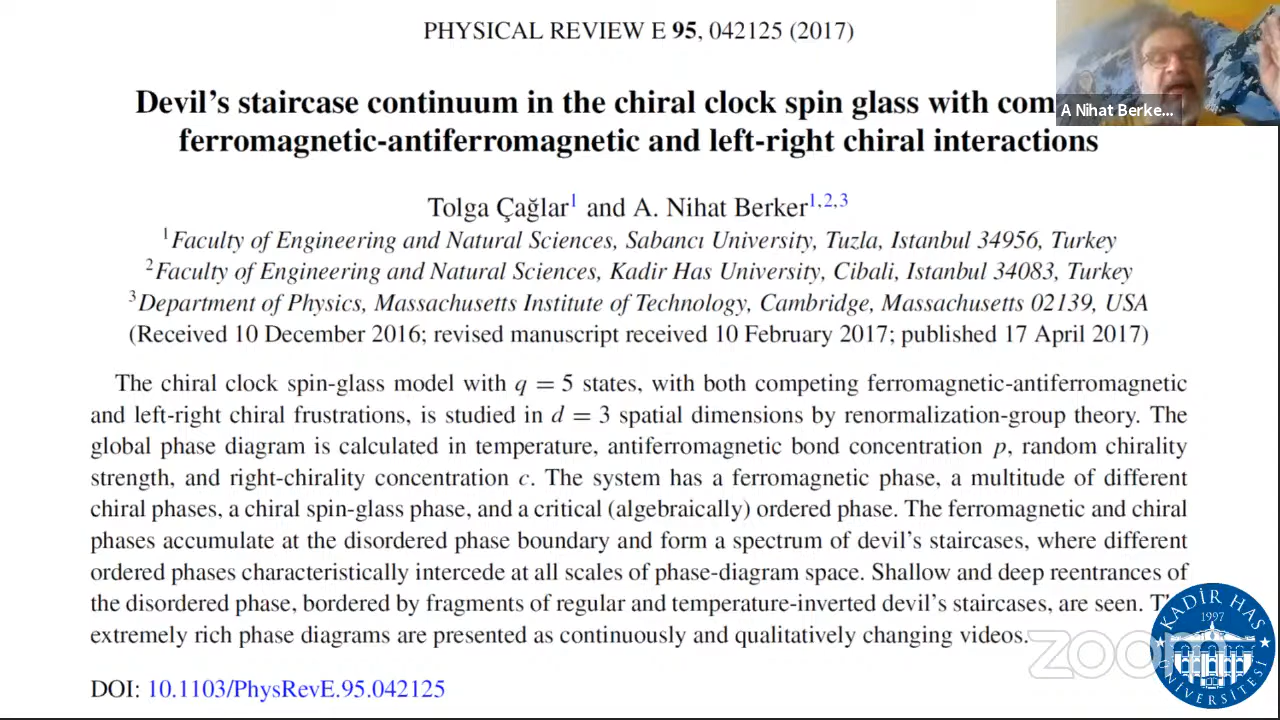 PHYSICAL REVIEW E 95, 042125 (2017)
Devil's staircase continuum in the chiral clock spin glass with com
ferromagnetic-antiferromagnetic and left-right chiral interactions
A Nihat Berke...
Tolga Çağlar1 and A. Nihat Berker1,2,3
1Faculty of Engineering and Natural Sciences, Sabancı University, Tuzla, Istanbul 34956, Turkey
2Faculty of Engineering and Natural Sciences, Kadir Has University, Cibali, Istanbul 34083, Turkey
3Department of Physics, Massachusetts Institute of Technology, Cambridge, Massachusetts 02139, USA
(Received 10 December 2016; revised manuscript received 10 February 2017; published 17 April 2017)
The chiral clock spin-glass model with q = 5 states, with both competing ferromagnetic-antiferromagnetic
and left-right chiral frustrations, is studied in d = 3 spatial dimensions by renormalization-group theory. The
global phase diagram is calculated in temperature, antiferromagnetic bond concentration p, random chirality
strength, and right-chirality concentration c. The system has a ferromagnetic phase, a multitude of different
chiral phases, a chiral spin-glass phase, and a critical (algebraically) ordered phase. The ferromagnetic and chiral
phases accumulate at the disordered phase boundary and form a spectrum of devil's staircases, where different
ordered phases characteristically intercede at all scales of phase-diagram space. Shallow and deep reentrances of
the disordered phase, bordered by fragments of regular and temperature-inverted devil's staircases, are seen.
extremely rich phase diagrams are presented as continuously and qualitatively changing videos.
DOI: 10.1103/PhysRevE.95.042125
zoom
KADİR HAS
1997
ÜNİVERSİTESİ